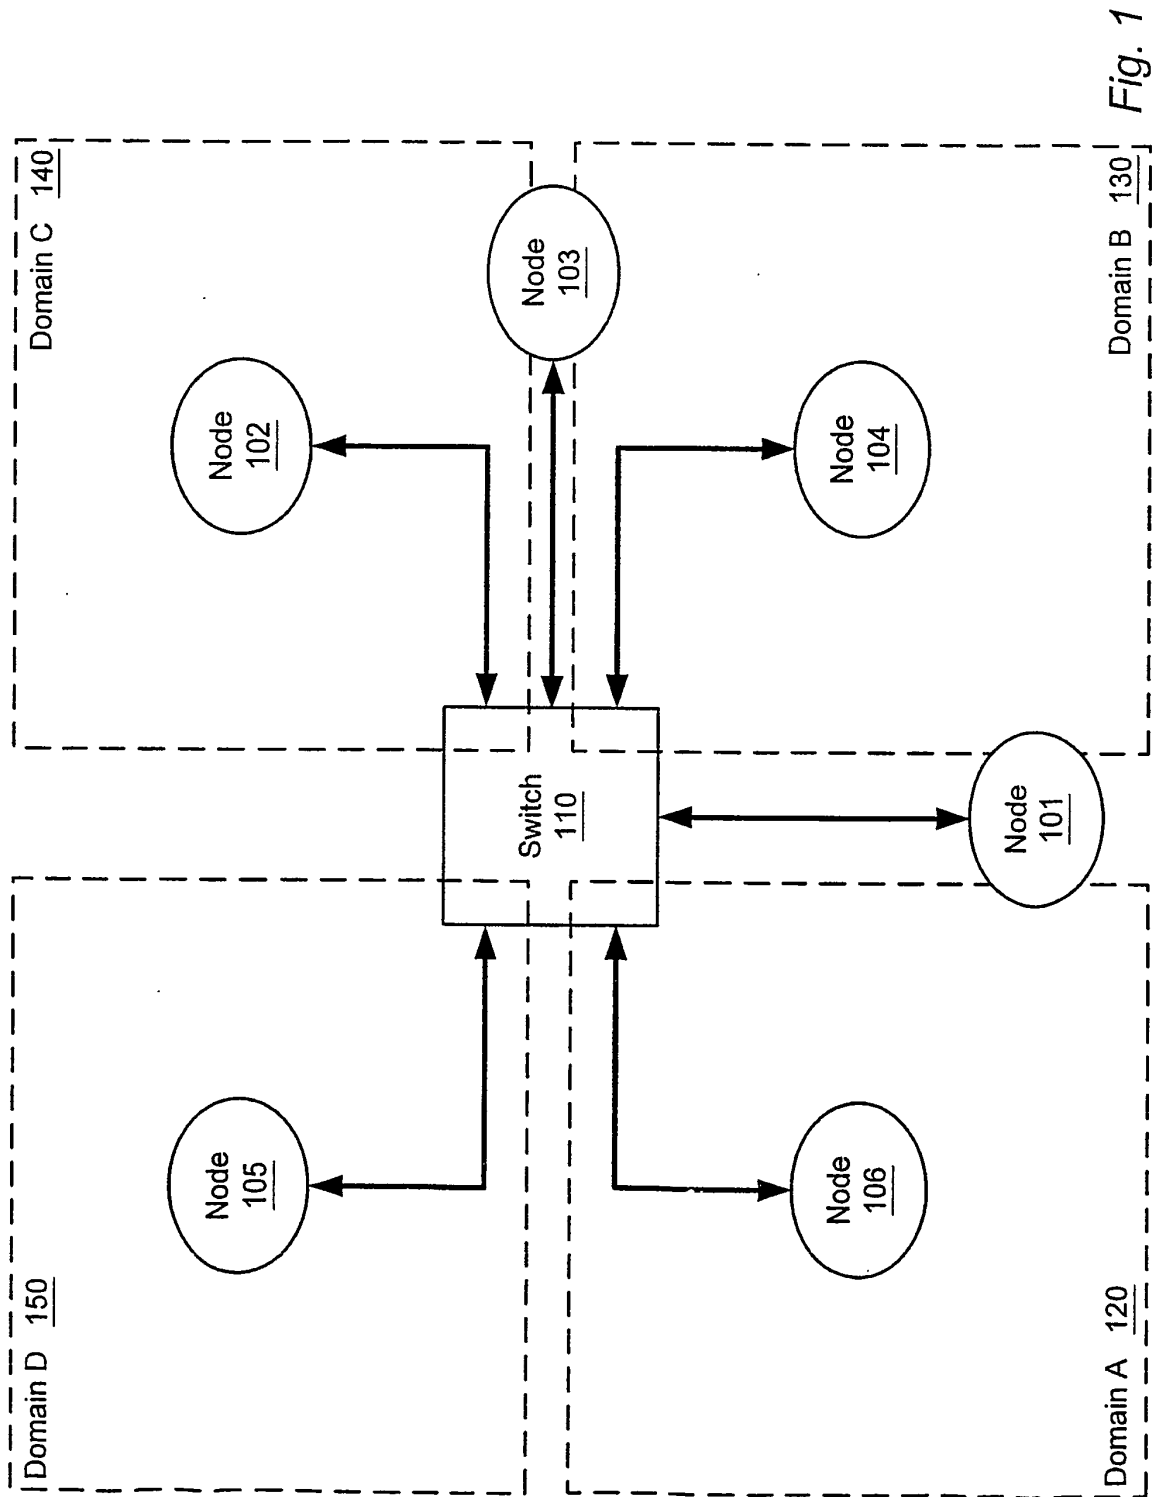 Domain D 150
Domain C 140
Node
105
Node
102
Switch
110
Node
103
Node
106
Node
104
Node
101
Domain A 120
Domain B 130
Fig. 1